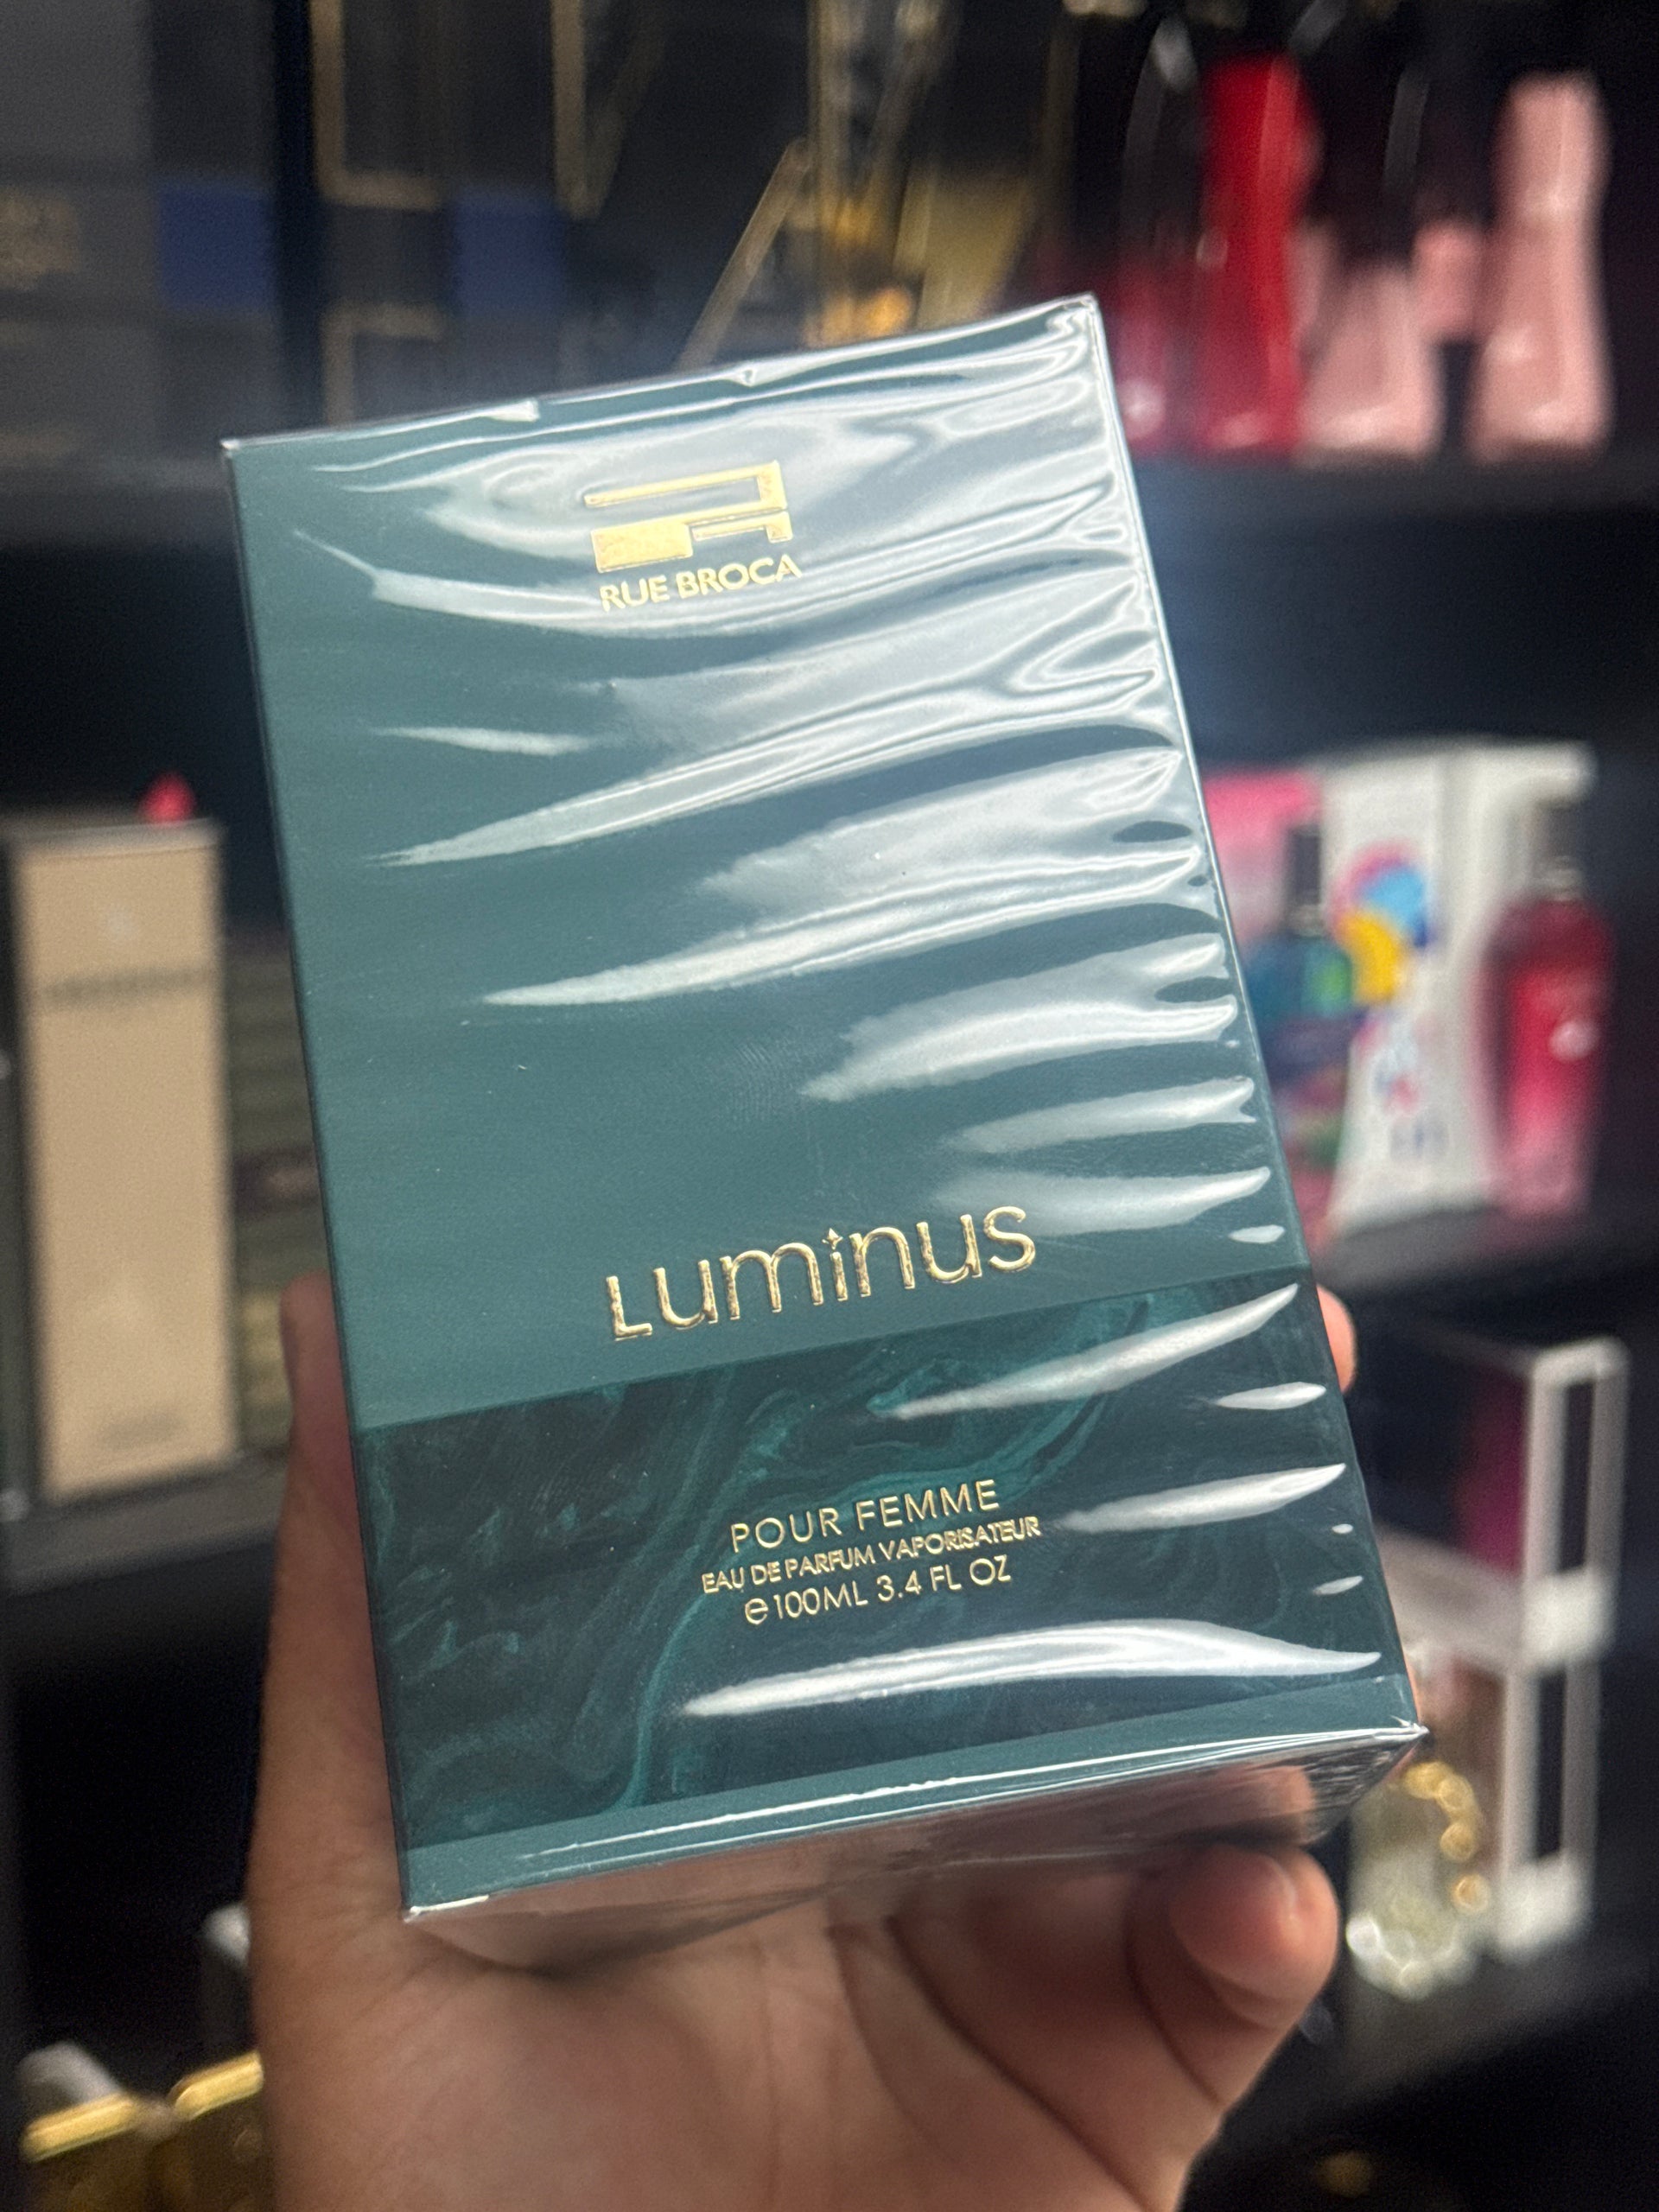 RUE BROCA
Luminus
POUR FEMME
EAU DE PARFUM VAPORISATEUR
℮100ML 3.4 FL OZ